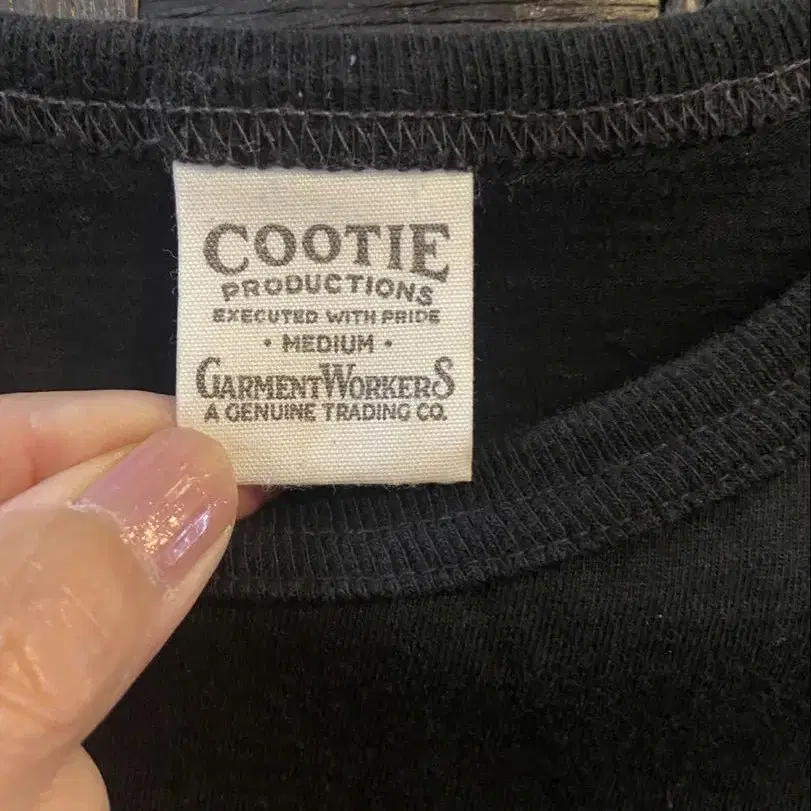 COOTIE
PRODUCTIONS
EXECUTED WITH PRIDE
• MEDIUM •
GARMENTWORKERS
A GENUINE TRADING CO.